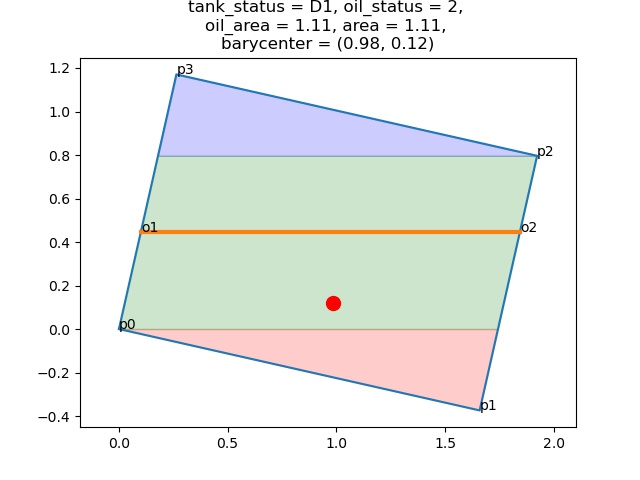 tank_status = D1, oil_status = 2,
oil_area = 1.11, area = 1.11,
barycenter = (0.98, 0.12)
1.2
1.0
0.8
0.6
0.4
0.2
0.0
−0.2
−0.4
p3
p2
o1
o2
p0
p1
0.0 0.5 1.0 1.5 2.0